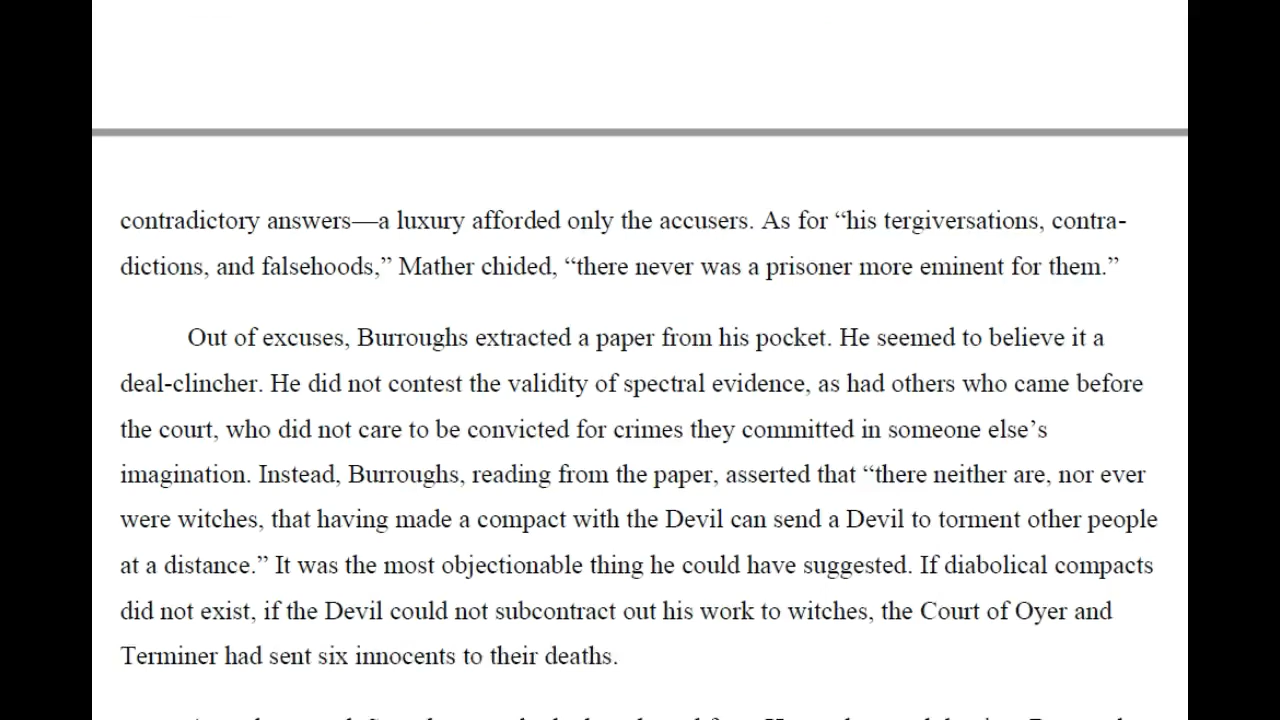 contradictory answers—a luxury afforded only the accusers. As for “his tergiversations, contra-
dictions, and falsehoods,” Mather chided, “there never was a prisoner more eminent for them.”
Out of excuses, Burroughs extracted a paper from his pocket. He seemed to believe it a
deal-clincher. He did not contest the validity of spectral evidence, as had others who came before
the court, who did not care to be convicted for crimes they committed in someone else’s
imagination. Instead, Burroughs, reading from the paper, asserted that “there neither are, nor ever
were witches, that having made a compact with the Devil can send a Devil to torment other people
at a distance.” It was the most objectionable thing he could have suggested. If diabolical compacts
did not exist, if the Devil could not subcontract out his work to witches, the Court of Oyer and
Terminer had sent six innocents to their deaths.